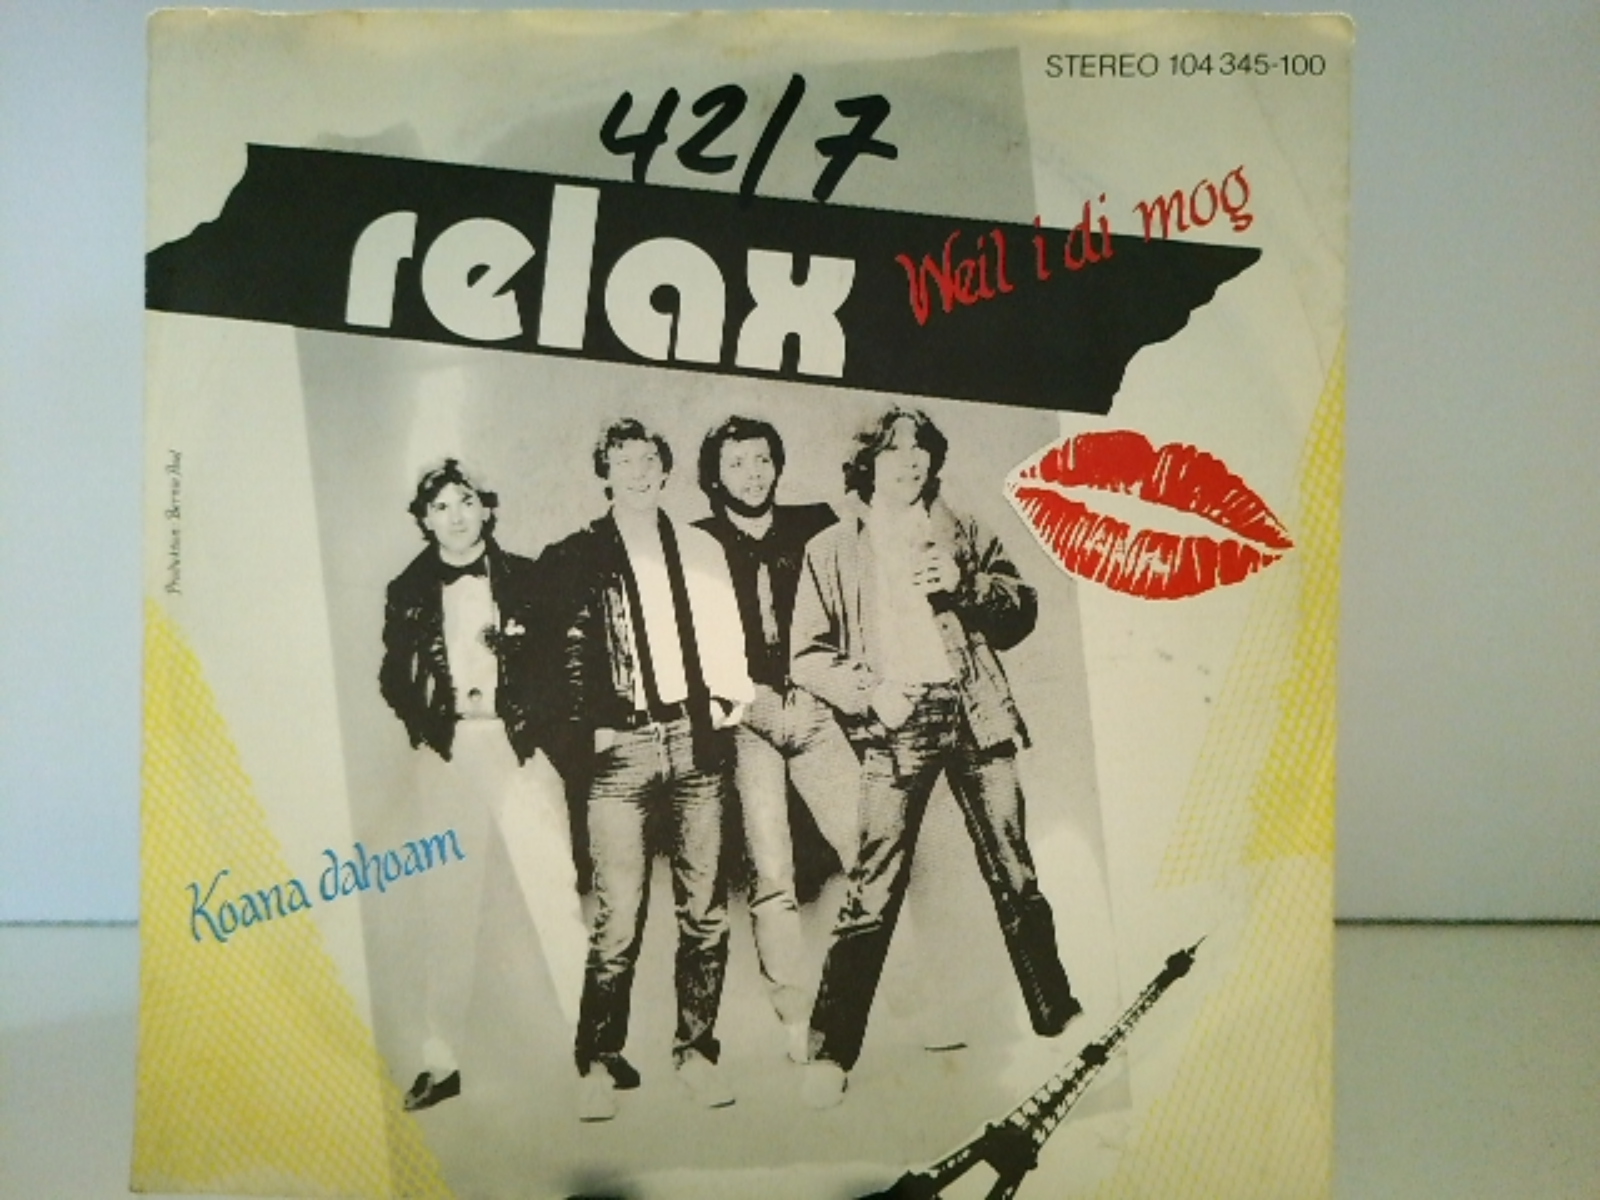 STEREO 104 345-100
42/7
relax
Weil i di mog
Koana dahoam